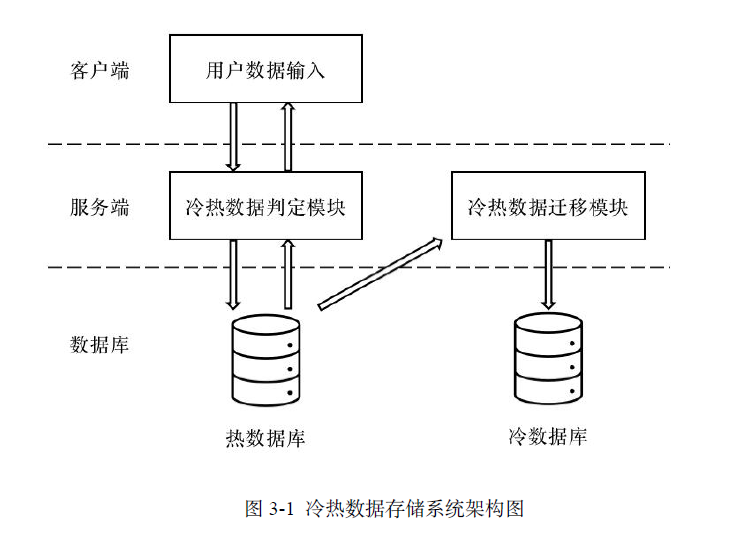 客户端
用户数据输入
服务端
冷热数据判定模块
冷热数据迁移模块
数据库
热数据库
冷数据库
图 3-1 冷热数据存储系统架构图